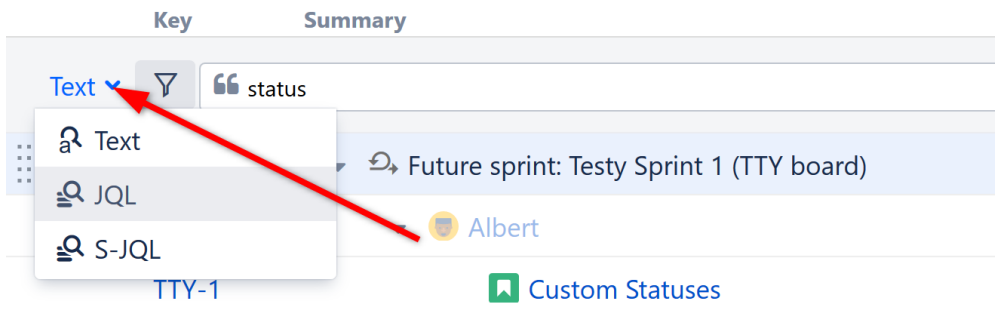 Key Summary
Text status
Text
JQL
Future sprint: Testy Sprint 1 (TTY board)
S-JQL
Albert
TTY-1 Custom Statuses